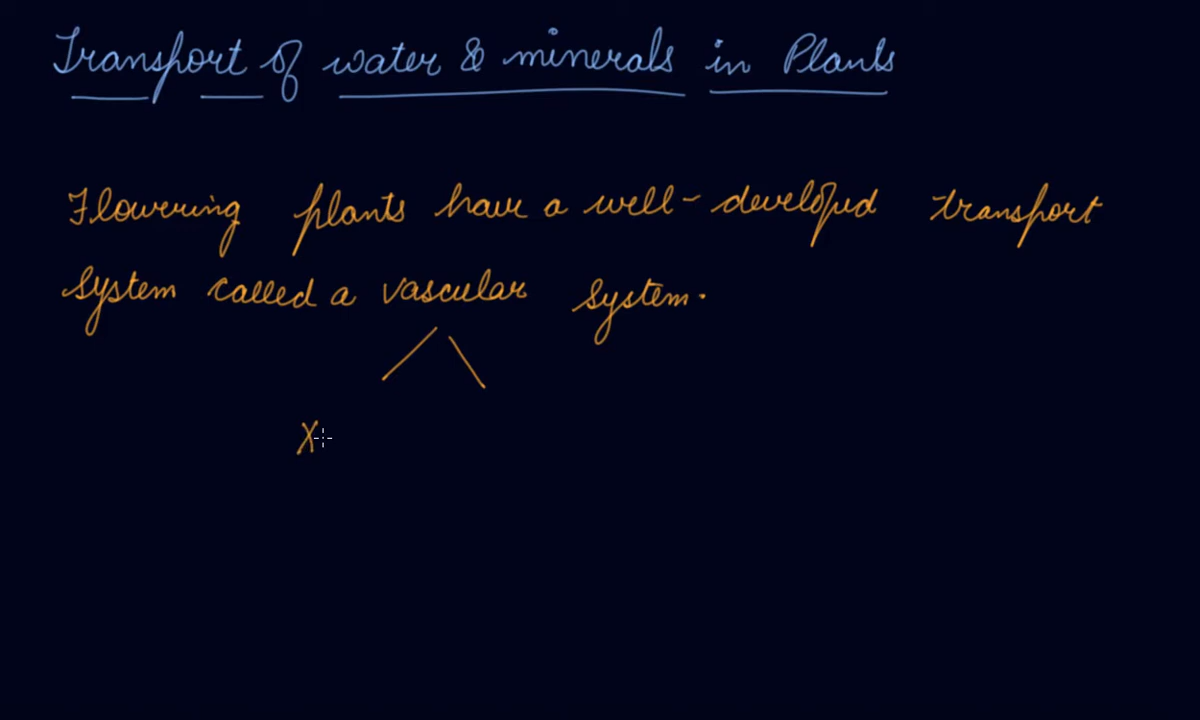 Transport of water & minerals in Plants
Flowering plants have a well-developed transport
system called a vascular system.
X